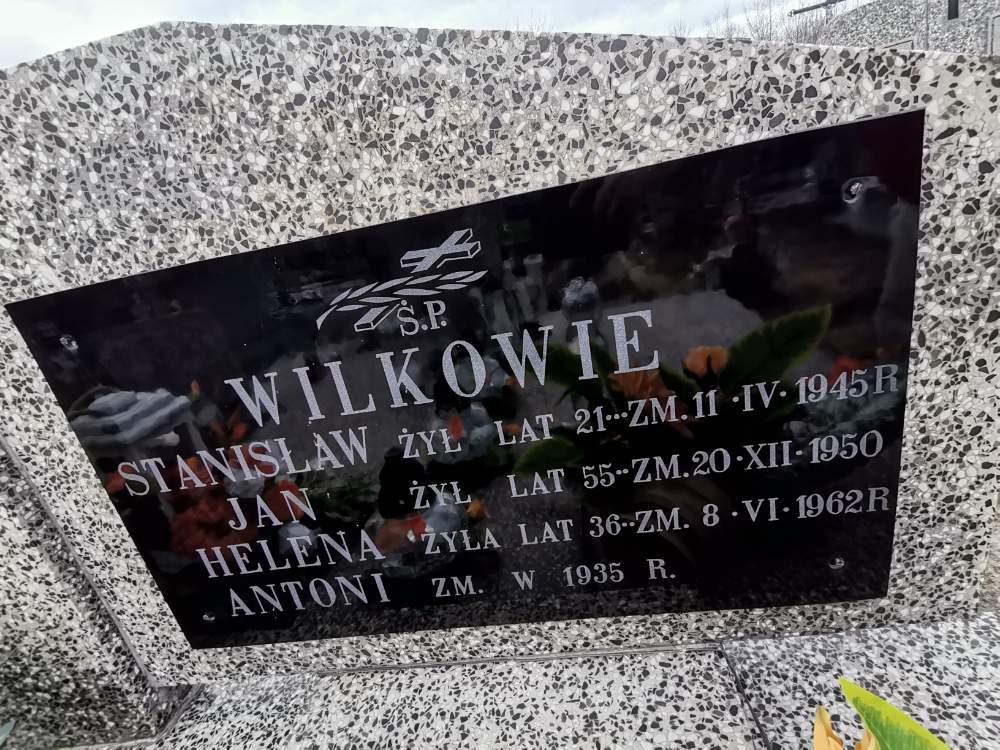 Ś.P.
WILKOWIE
STANISŁAW ŻYŁ LAT 21··ZM. 11·IV·1945 R
JAN ŻYŁ LAT 55··ZM. 20·XII·1950
HELENA ŻYŁA LAT 36··ZM. 8·VI·1962 R
ANTONI ZM. W 1935 R.